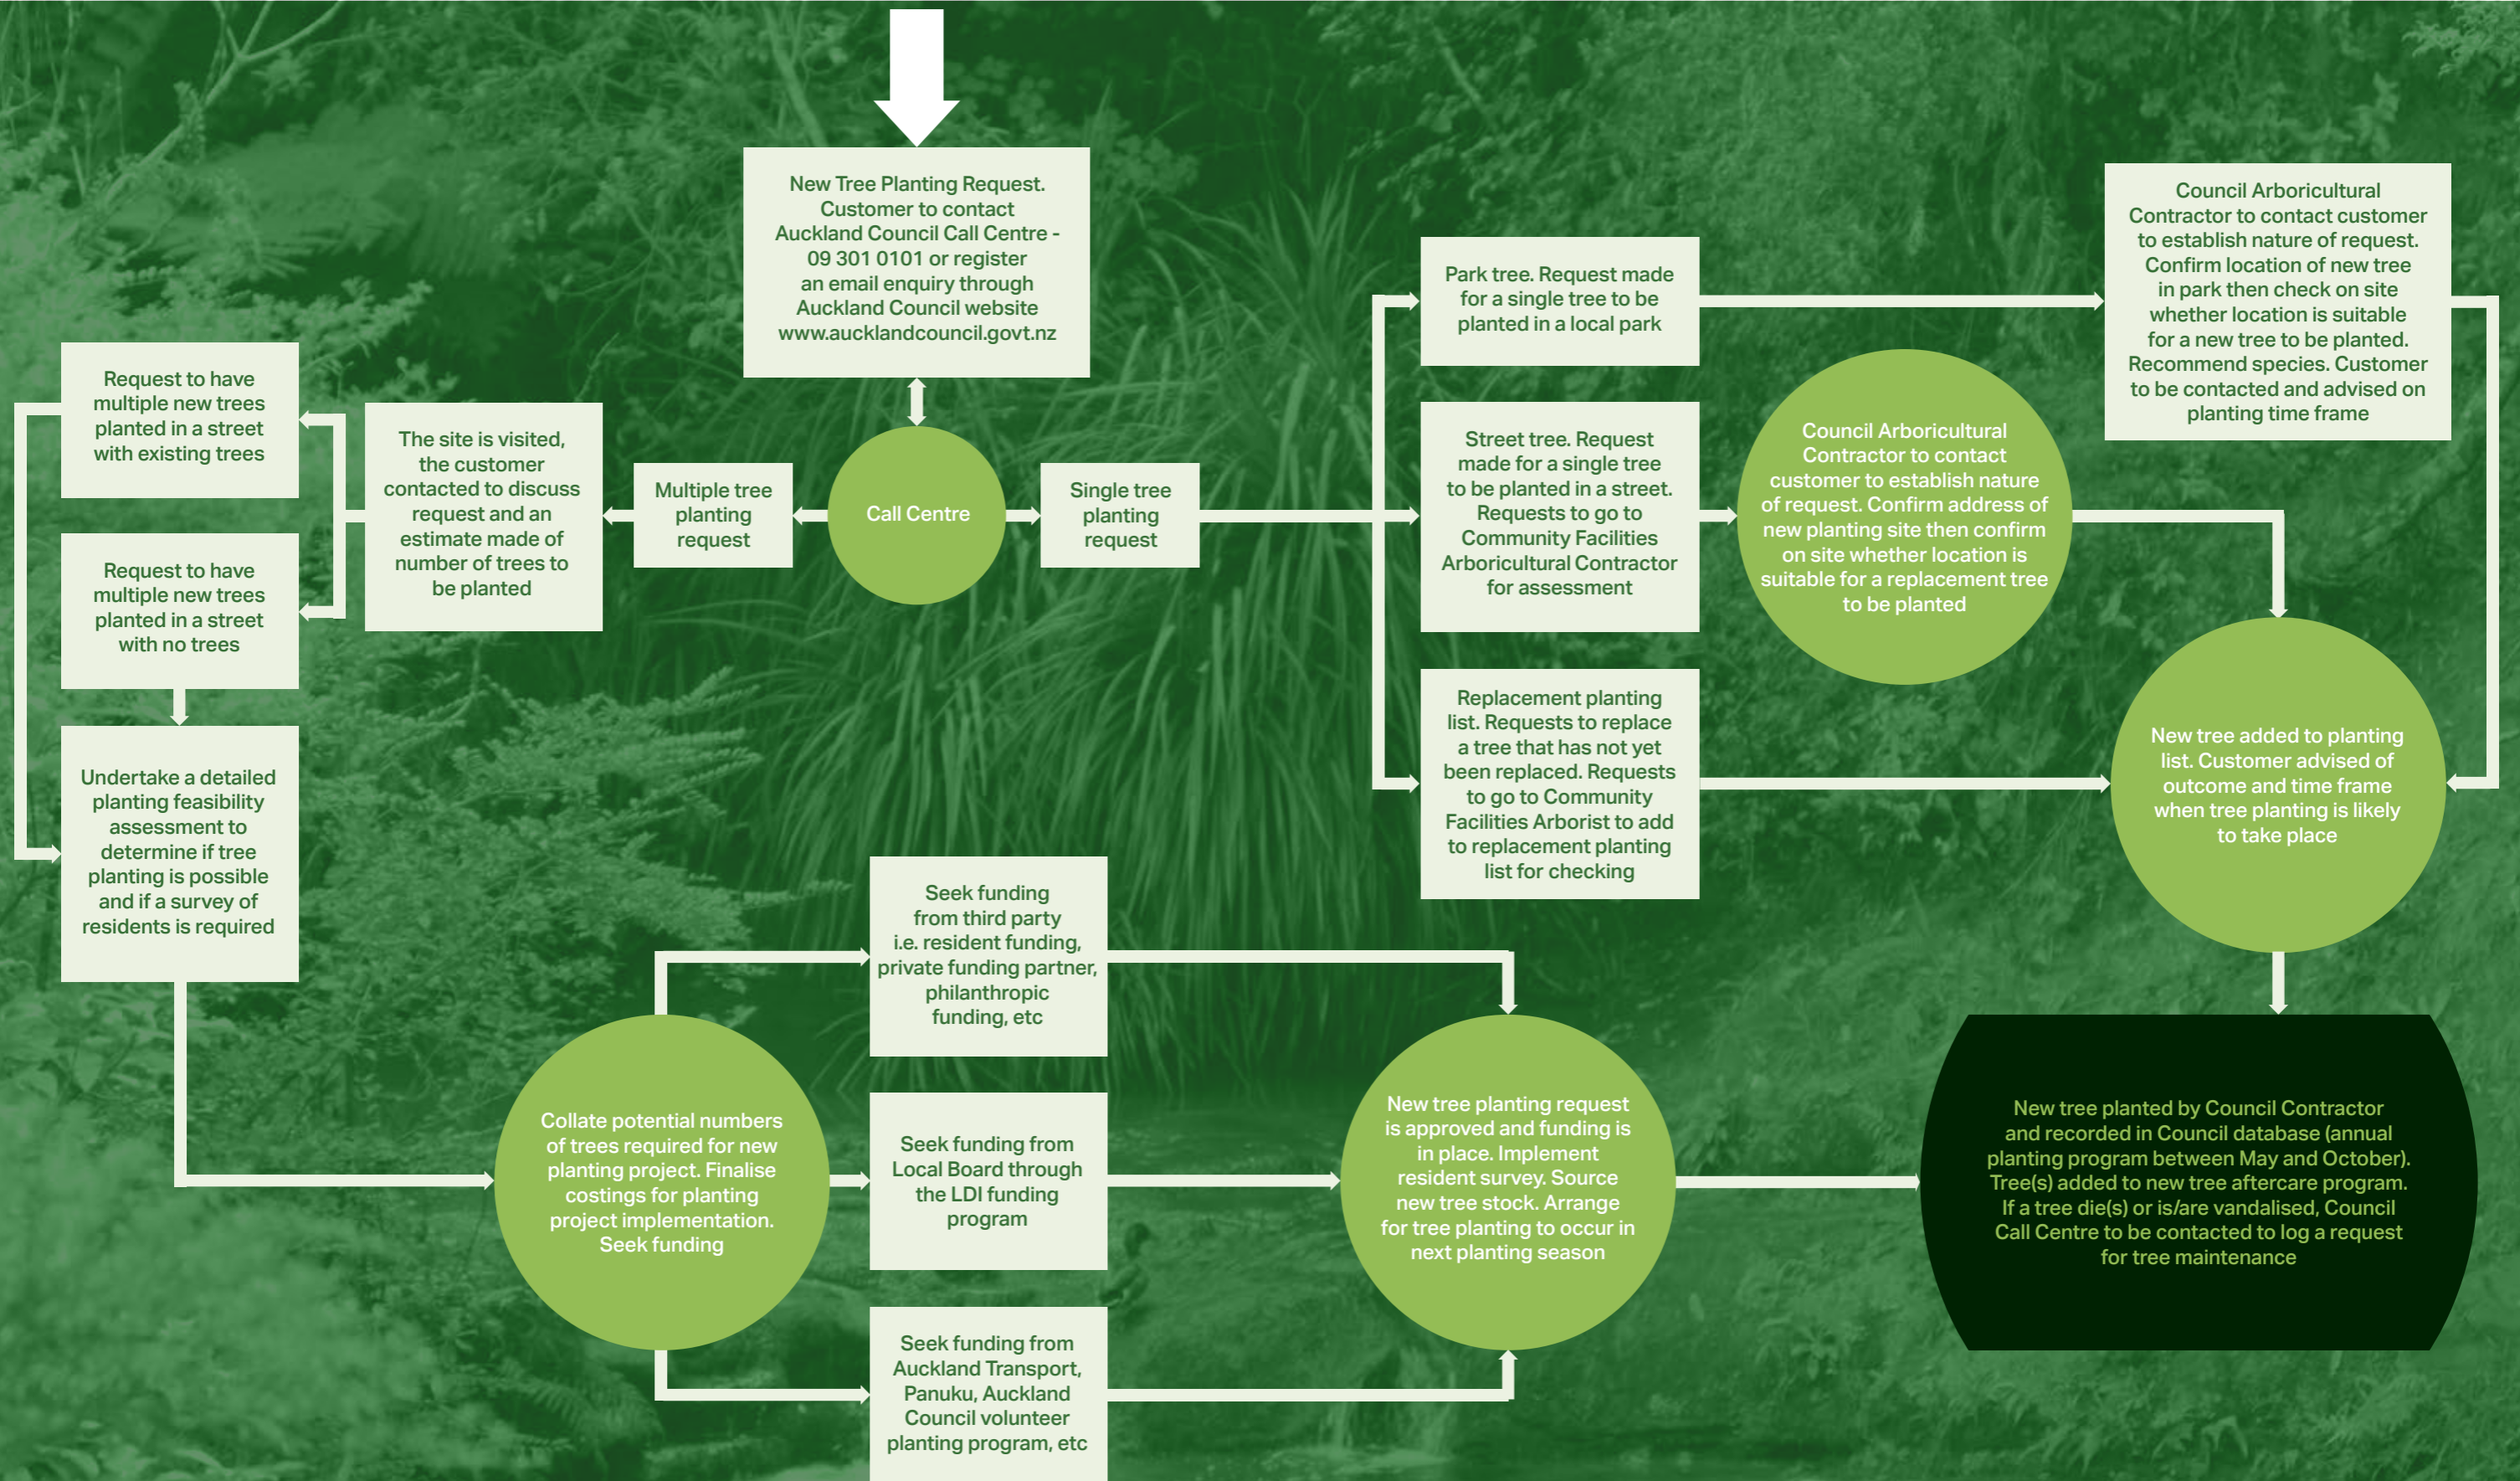 New Tree Planting Request.
Customer to contact
Auckland Council Call Centre -
09 301 0101 or register
an email enquiry through
Auckland Council website
www.aucklandcouncil.govt.nz
Call Centre
Multiple tree
planting
request
The site is visited,
the customer
contacted to discuss
request and an
estimate made of
number of trees to
be planted
Request to have
multiple new trees
planted in a street
with existing trees
Request to have
multiple new trees
planted in a street
with no trees
Undertake a detailed
planting feasibility
assessment to
determine if tree
planting is possible
and if a survey of
residents is required
Collate potential numbers
of trees required for new
planting project. Finalise
costings for planting
project implementation.
Seek funding
Seek funding
from third party
i.e. resident funding,
private funding partner,
philanthropic
funding, etc
Seek funding from
Local Board through
the LDI funding
program
Seek funding from
Auckland Transport,
Panuku, Auckland
Council volunteer
planting program, etc
New tree planting request
is approved and funding is
in place. Implement
resident survey. Source
new tree stock. Arrange
for tree planting to occur in
next planting season
Single tree
planting
request
Park tree. Request made
for a single tree to be
planted in a local park
Street tree. Request
made for a single tree
to be planted in a street.
Requests to go to
Community Facilities
Arboricultural Contractor
for assessment
Replacement planting
list. Requests to replace
a tree that has not yet
been replaced. Requests
to go to Community
Facilities Arborist to add
to replacement planting
list for checking
Council Arboricultural
Contractor to contact
customer to establish nature
of request. Confirm address of
new planting site then confirm
on site whether location is
suitable for a replacement tree
to be planted
Council Arboricultural
Contractor to contact customer
to establish nature of request.
Confirm location of new tree
in park then check on site
whether location is suitable
for a new tree to be planted.
Recommend species. Customer
to be contacted and advised on
planting time frame
New tree added to planting
list. Customer advised of
outcome and time frame
when tree planting is likely
to take place
New tree planted by Council Contractor
and recorded in Council database (annual
planting program between May and October).
Tree(s) added to new tree aftercare program.
If a tree die(s) or is/are vandalised, Council
Call Centre to be contacted to log a request
for tree maintenance